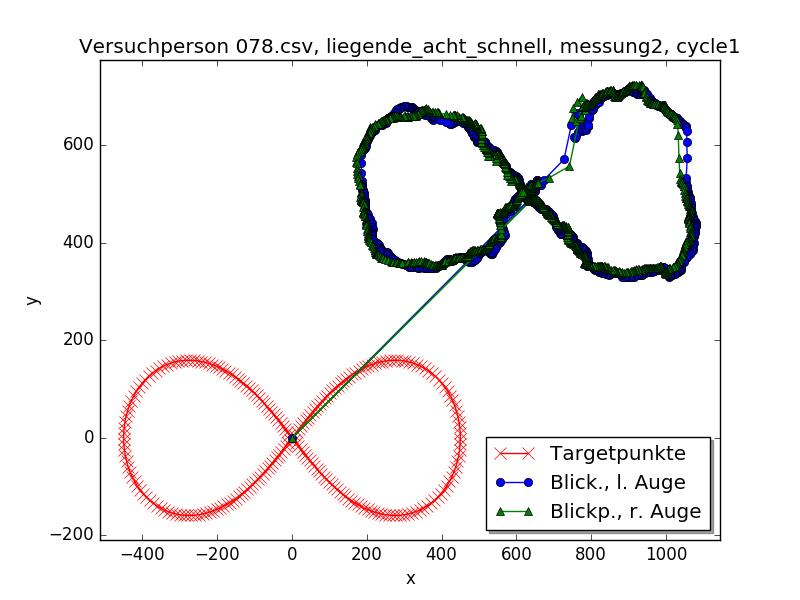 Versuchperson 078.csv, liegende_acht_schnell, messung2, cycle1
y
600
400
200
0
−200
−400
−200
0
200
400
600
800
1000
x
Targetpunkte
Blick., l. Auge
Blickp., r. Auge